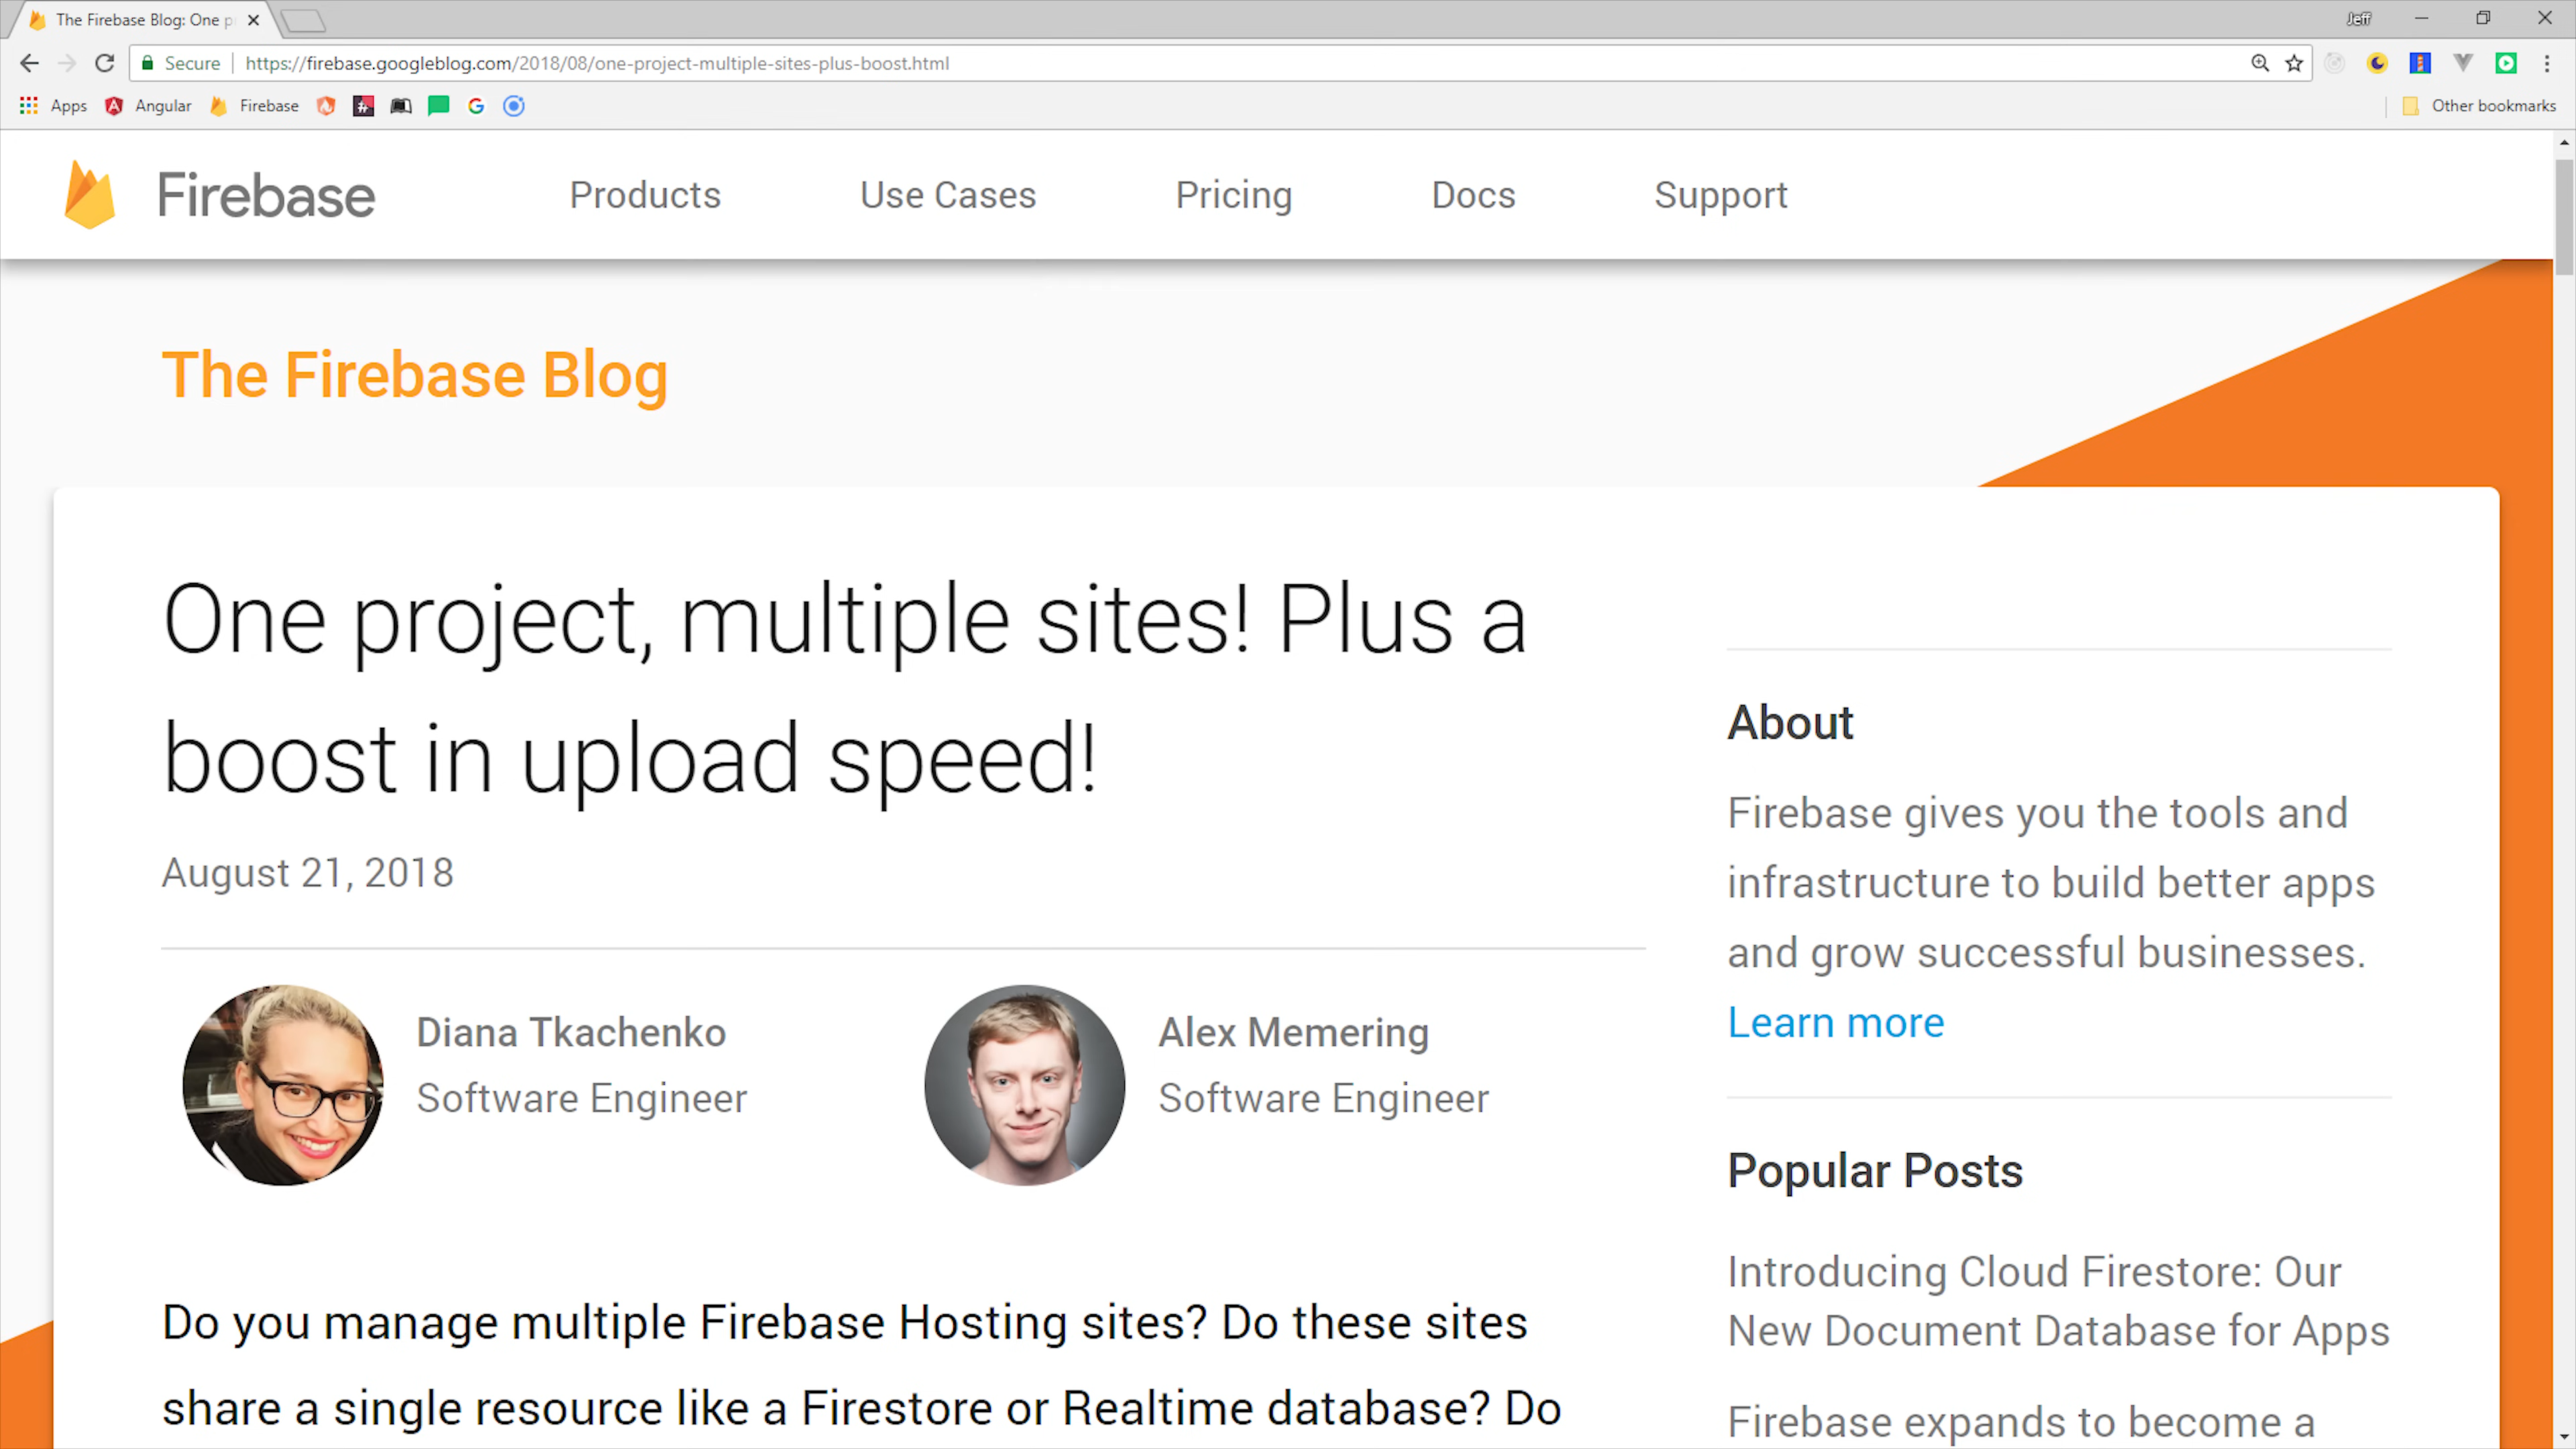 The Firebase Blog: One p
Jeff
Secure
https://firebase.googleblog.com/2018/08/one-project-multiple-sites-plus-boost.html
Apps
Angular
Firebase
#
G
Other bookmarks
Firebase
Products
Use Cases
Pricing
Docs
Support
The Firebase Blog
One project, multiple sites! Plus a
boost in upload speed!
August 21, 2018
Diana Tkachenko
Software Engineer
Alex Memering
Software Engineer
Do you manage multiple Firebase Hosting sites? Do these sites
share a single resource like a Firestore or Realtime database? Do
About
Firebase gives you the tools and
infrastructure to build better apps
and grow successful businesses.
Learn more
Popular Posts
Introducing Cloud Firestore: Our
New Document Database for Apps
Firebase expands to become a